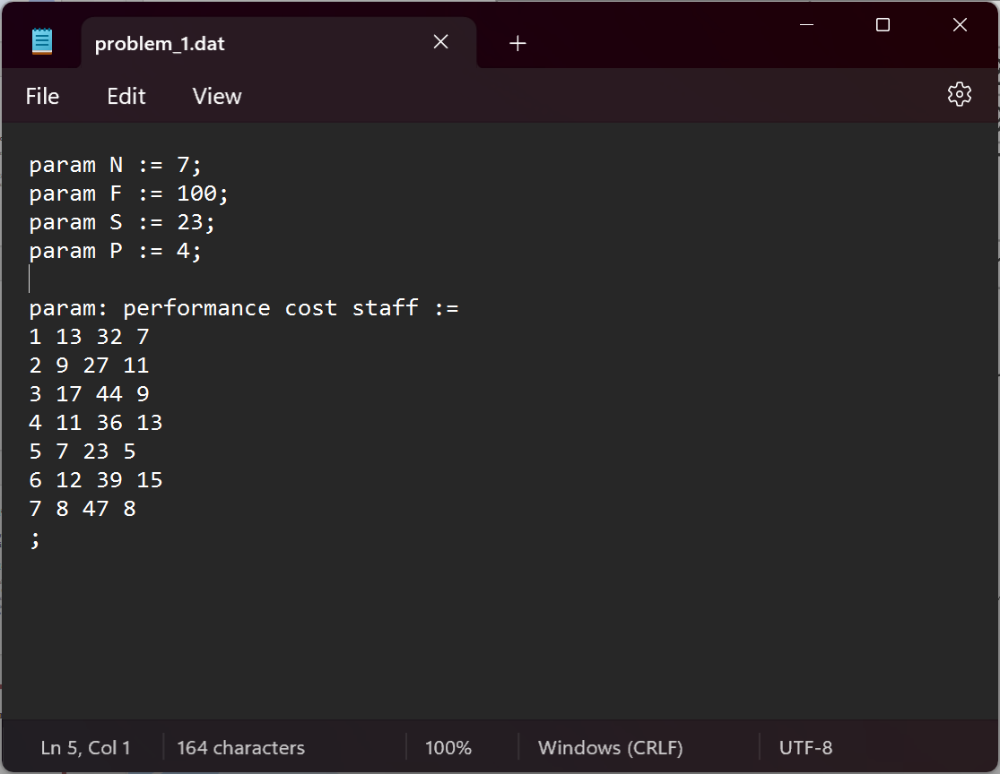 problem_1.dat
File Edit View
param N := 7;
param F := 100;
param S := 23;
param P := 4;
param: performance cost staff :=
1 13 32 7
2 9 27 11
3 17 44 9
4 11 36 13
5 7 23 5
6 12 39 15
7 8 47 8
;
Ln 5, Col 1 164 characters 100% Windows (CRLF) UTF-8